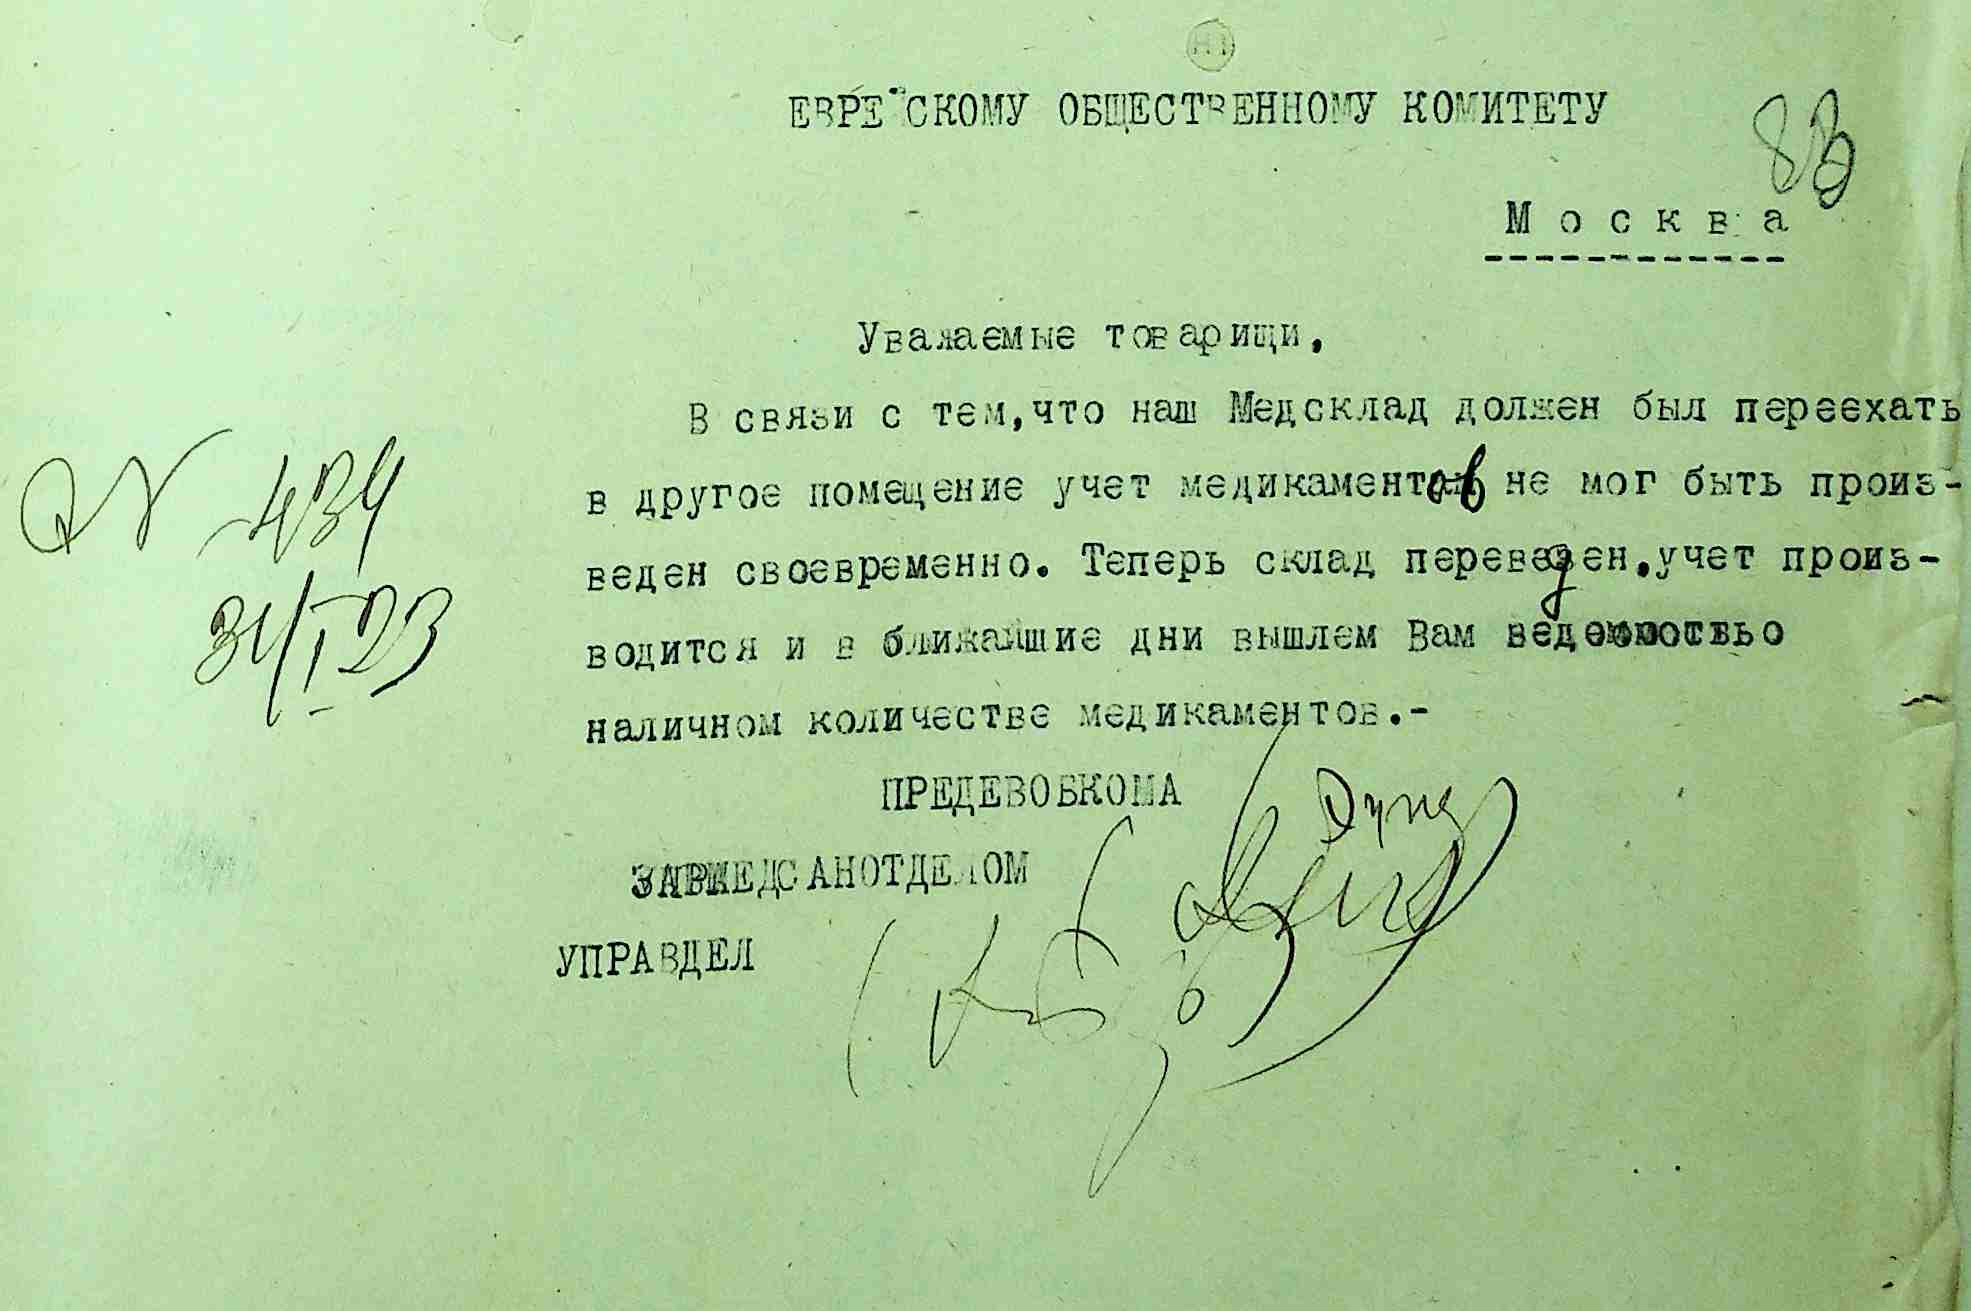 ЕВРЕЙСКОМУ ОБЩЕСТВЕННОМУ КОМИТЕТУ
83
Москва
Уважаемые товарищи.
В связи с тем,что наш Медсклад должен был переехать
в другое помещение учет медикаментов не мог быть произ-
№ 434
веден своевременно. Теперь склад переведен.учет произ-
31/I 23
водится и в ближайшие дни вышлем Вам ведомость о
наличном количестве медикаментов.-
ПРЕДЕВОБКОМА
ЗАВМЕДСАНОТДЕЛОМ
УПРАВДЕЛ